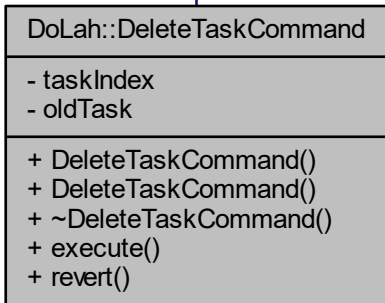 DoLah::DeleteTaskCommand
- taskIndex
- oldTask
+ DeleteTaskCommand()
+ DeleteTaskCommand()
+ ~DeleteTaskCommand()
+ execute()
+ revert()